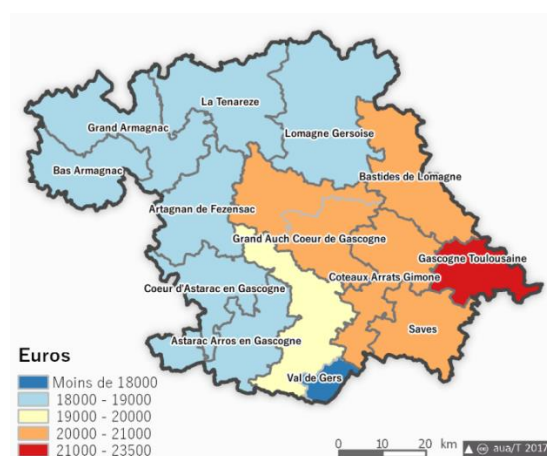 La Tenareze
Grand Armagnac
Lomagne Gersoise
Bas Armagnac
Bastides de Lomagne
Artagnan de Fezensac
Grand Auch Coeur de Gascogne
Gascogne Toulousaine
Coteaux Arrats Gimone
Coeur d'Astarac en Gascogne
Saves
Astarac Arros en Gascogne
Val de Gers
Euros
Moins de 18000
18000 - 19000
19000 - 20000
20000 - 21000
21000 - 23500
0 10 20 km
cc aua/T 2017